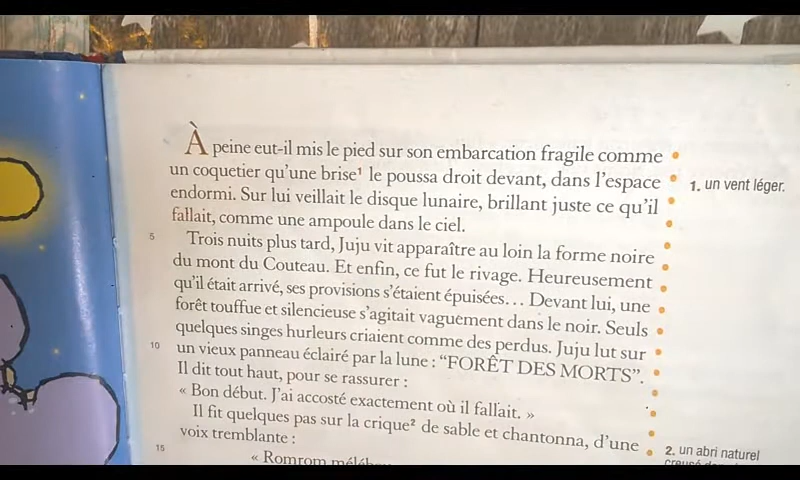 À peine eut-il mis le pied sur son embarcation fragile comme
un coquetier qu'une brise¹ le poussa droit devant, dans l'espace
endormi. Sur lui veillait le disque lunaire, brillant juste ce qu'il
fallait, comme une ampoule dans le ciel.
5
Trois nuits plus tard, Juju vit apparaître au loin la forme noire
du mont du Couteau. Et enfin, ce fut le rivage. Heureusement
qu'il était arrivé, ses provisions s'étaient épuisées... Devant lui, une
forêt touffue et silencieuse s'agitait vaguement dans le noir. Seuls
quelques singes hurleurs criaient comme des perdus. Juju lut sur
10
un vieux panneau éclairé par la lune : “FORÊT DES MORTS”.
Il dit tout haut, pour se rassurer :
« Bon début. J'ai accosté exactement où il fallait. »
Il fit quelques pas sur la crique² de sable et chantonna, d'une
voix tremblante :
15
« Romrom
1. un vent léger.
2. un abri naturel